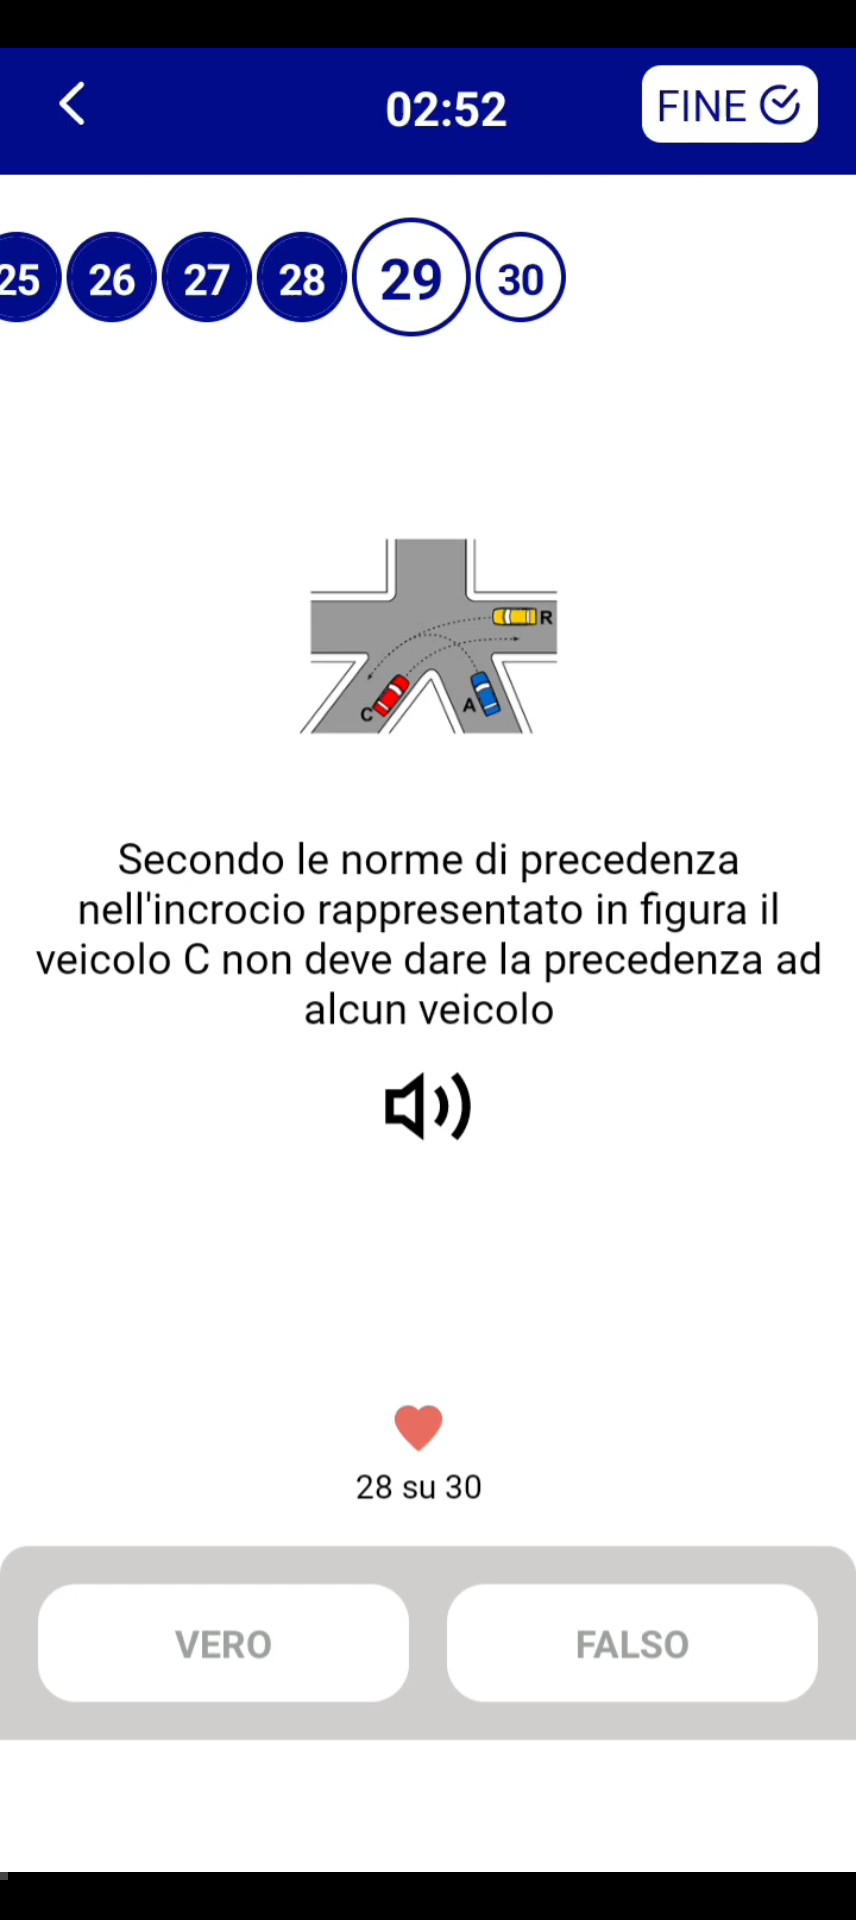 02:52
FINE
25 26 27 28 29 30
R
C
A
Secondo le norme di precedenza
nell'incrocio rappresentato in figura il
veicolo C non deve dare la precedenza ad
alcun veicolo
28 su 30
VERO
FALSO